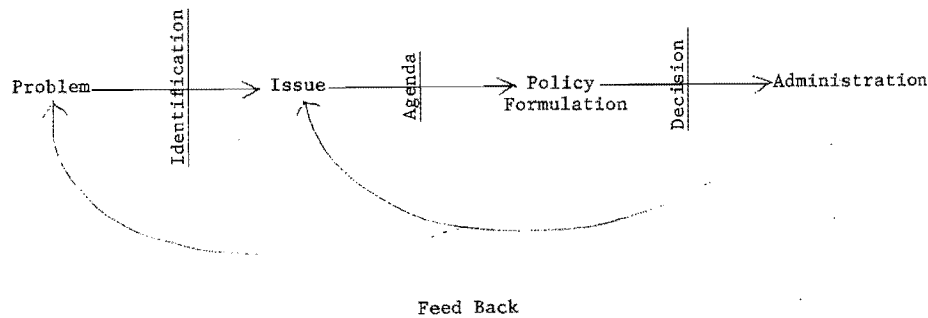 Problem
Identification
Issue
Agenda
Policy
Formulation
Decision
Administration
Feed Back